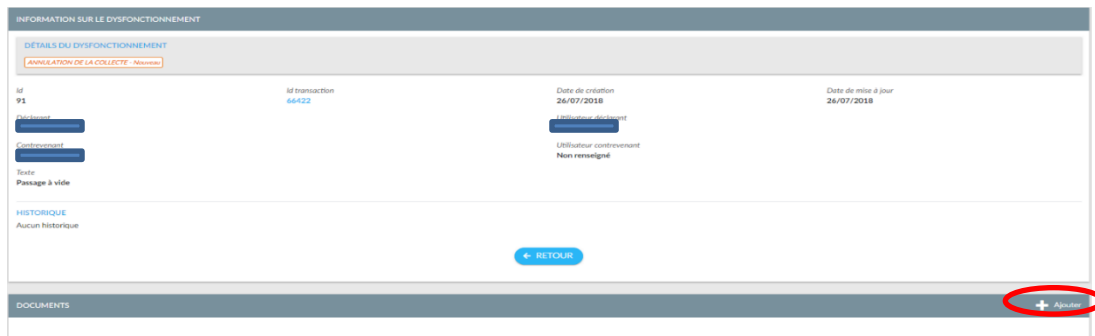 INFORMATION SUR LE DYSFONCTIONNEMENT
DÉTAILS DU DYSFONCTIONNEMENT
ANNULATION DE LA COLLECTE - Nouveau
Id Id transaction Date de création Date de mise à jour
91 66422 26/07/2018 26/07/2018
Déclarant Utilisateur déclarant
Contrevenant Utilisateur contrevenant
Non renseigné
Texte
Passage à vide
HISTORIQUE
Aucun historique
← RETOUR
DOCUMENTS + Ajouter